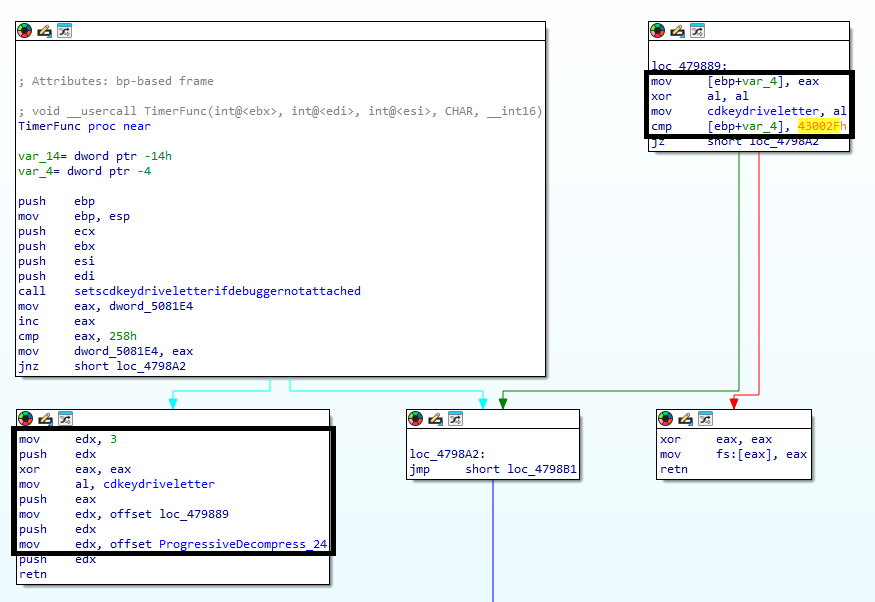 ; Attributes: bp-based frame
; void __usercall TimerFunc(int@<ebx>, int@<edi>, int@<esi>, CHAR, __int16)
TimerFunc proc near
var_14= dword ptr -14h
var_4= dword ptr -4
push ebp
mov ebp, esp
push ecx
push ebx
push esi
push edi
call setscdkeydriveletterifdebuggernotattached
mov eax, dword_5081E4
inc eax
cmp eax, 258h
mov dword_5081E4, eax
jnz short loc_4798A2
loc_479889:
mov [ebp+var_4], eax
xor al, al
mov cdkeydriveletter, al
cmp [ebp+var_4], 43002Fh
jz short loc_4798A2
mov edx, 3
push edx
xor eax, eax
mov al, cdkeydriveletter
push eax
mov edx, offset loc_479889
push edx
mov edx, offset ProgressiveDecompress_24
push edx
retn
loc_4798A2:
jmp short loc_4798B1
xor eax, eax
mov fs:[eax], eax
retn